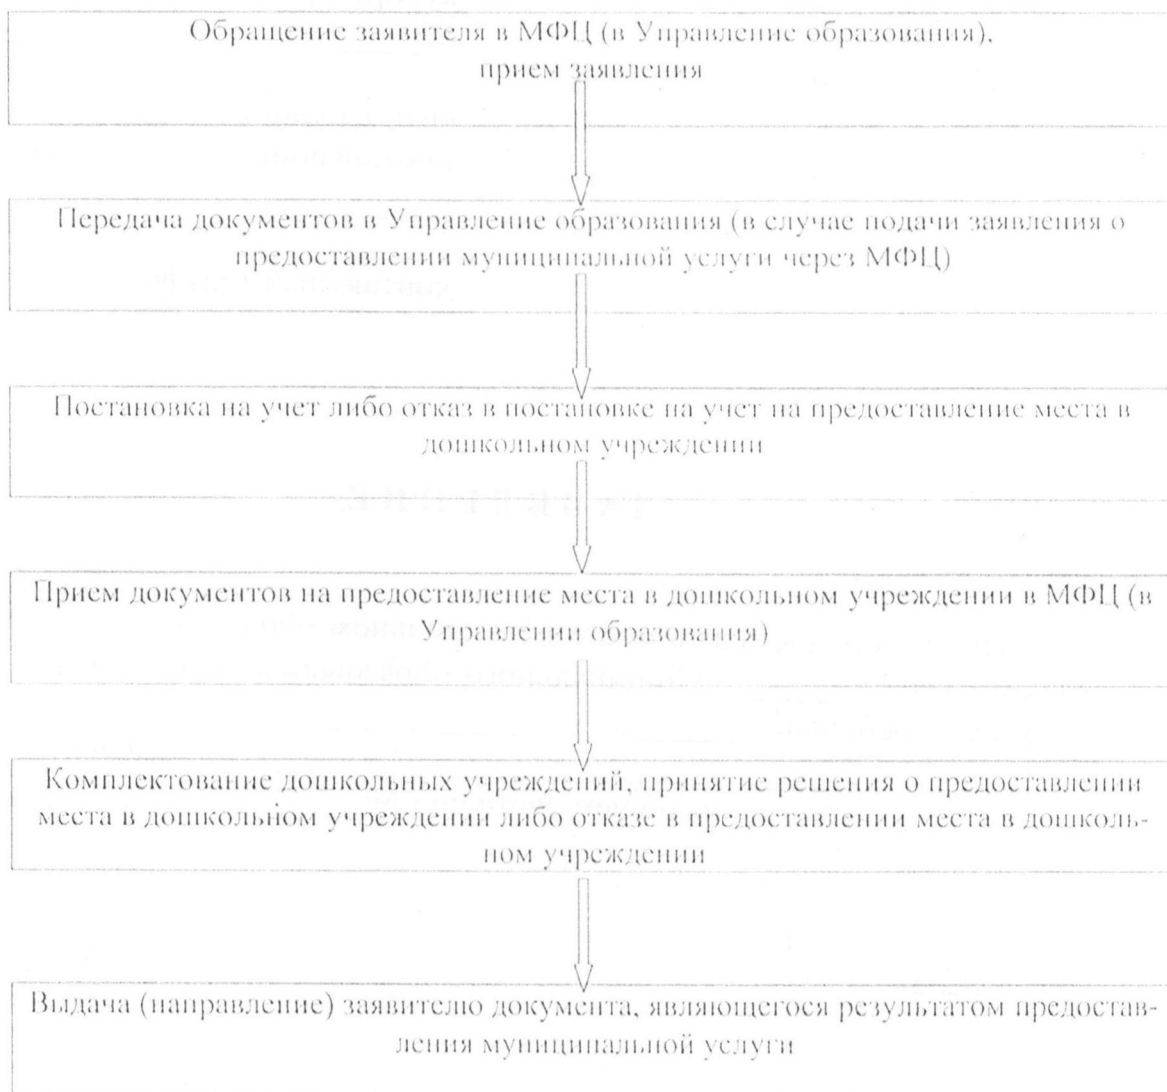 Обращение заявителя в МФЦ (в Управление образования),
прием заявления
Передача документов в Управление образования (в случае подачи заявления о
предоставлении муниципальной услуги через МФЦ)
Постановка на учет либо отказ в постановке на учет на предоставление места в
дошкольном учреждении
Прием документов на предоставление места в дошкольном учреждении в МФЦ (в
Управлении образования)
Комплектование дошкольных учреждений, принятие решения о предоставлении
места в дошкольном учреждении либо отказе в предоставлении места в дошколь-
ном учреждении
Выдача (направление) заявителю документа, являющегося результатом предостав-
ления муниципальной услуги